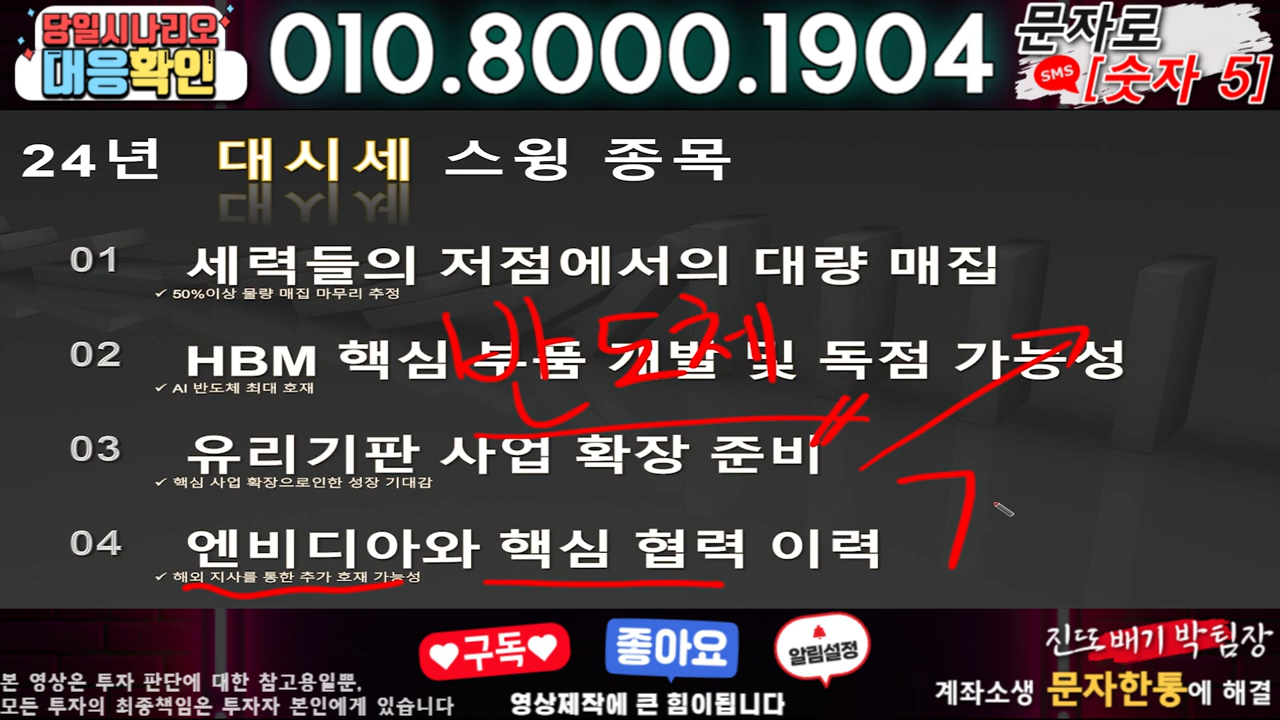 당일시나리오
대응확인
010.8000.1904
문자로
SMS [숫자 5]
24년 대시세 스윙 종목
01 세력들의 저점에서의 대량 매집
✓ 50%이상 물량 매집 마무리 추정
02 HBM 핵심 부품 개발 및 독점 가능성
✓ AI 반도체 최대 호재
반도체
03 유리기판 사업 확장 준비
✓ 핵심 사업 확장으로인한 성장 기대감
04 엔비디아와 핵심 협력 이력
✓ 해외 지사를 통한 추가 호재 가능성
구독
좋아요
알림설정
영상제작에 큰 힘이됩니다
본 영상은 투자 판단에 대한 참고용일뿐,
모든 투자의 최종책임은 투자자 본인에게 있습니다
진또배기 박팀장
계좌소생 문자한통에 해결